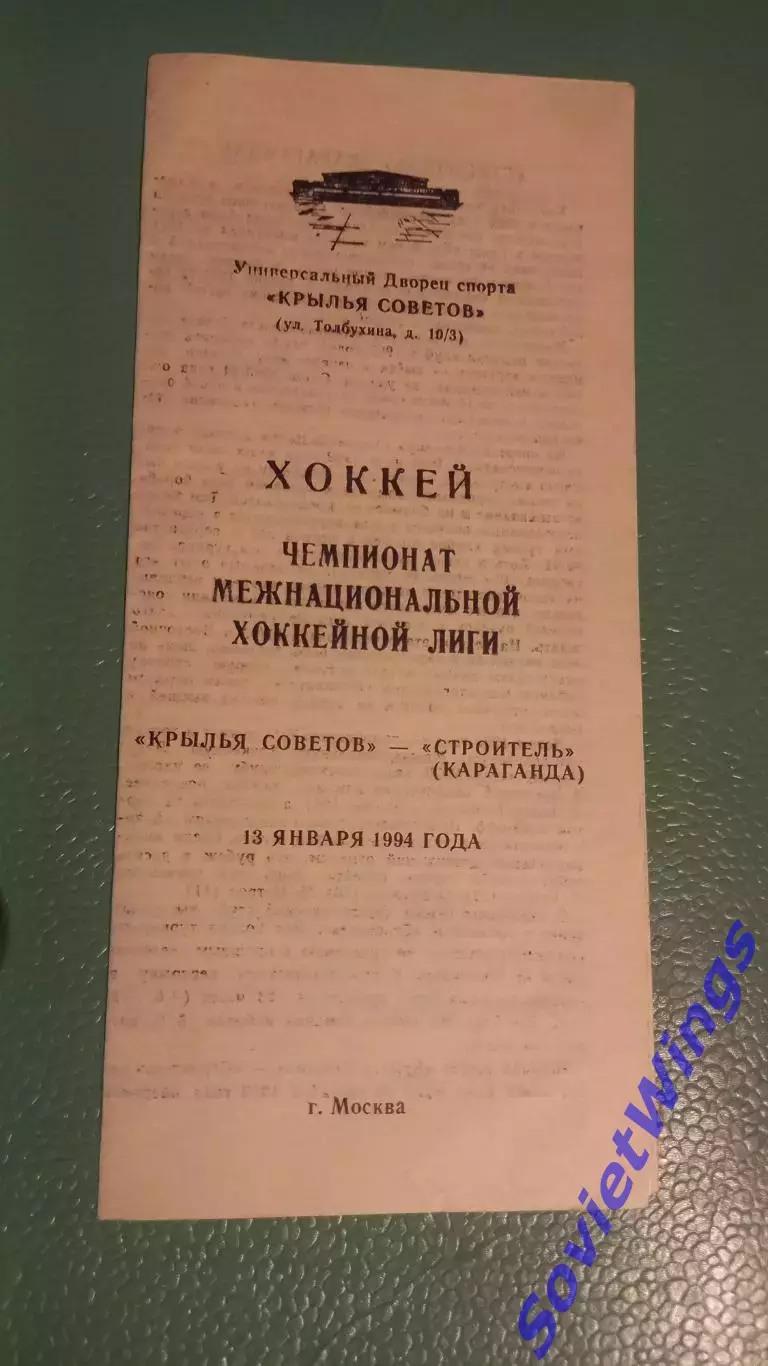 Универсальный Дворец спорта
«КРЫЛЬЯ СОВЕТОВ»
(ул. Толбухина, д. 10/3)
ХОККЕЙ
ЧЕМПИОНАТ
МЕЖНАЦИОНАЛЬНОЙ
ХОККЕЙНОЙ ЛИГИ
«КРЫЛЬЯ СОВЕТОВ» — «СТРОИТЕЛЬ»
(КАРАГАНДА)
13 ЯНВАРЯ 1994 ГОДА
г. Москва
SovietWings